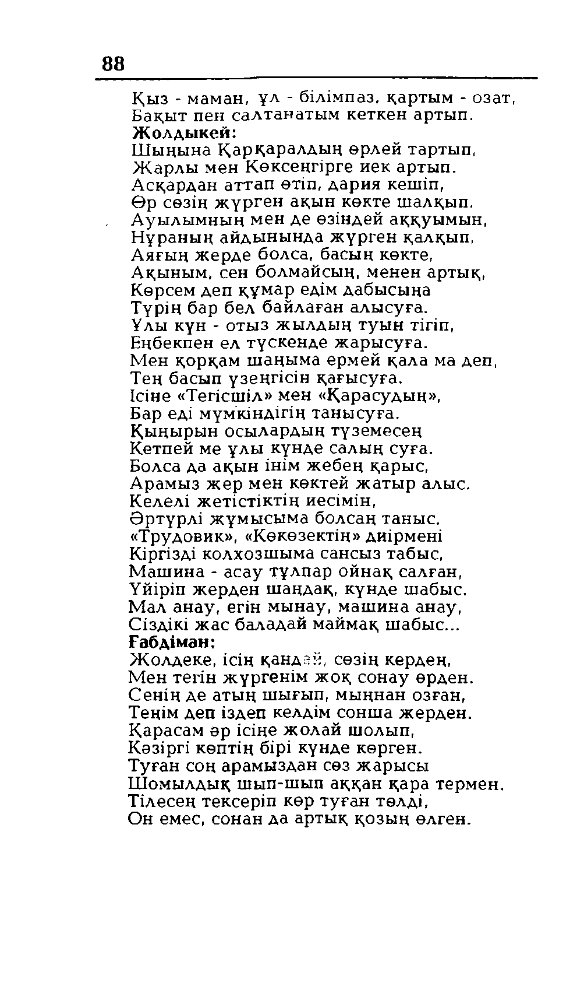 88
Қыз - маман, ұл - білімпаз, қартым - озат,
Бақыт пен салтанатым кеткен артып.
Жолдыкей:
Шыңына Қарқаралдың өрлей тартып,
Жарлы мен Көксеңгірге иек артып.
Асқардан аттап өтіп, дария кешіп,
Өр сөзің жүрген ақын көкте шалқып.
Ауылымның мен де өзіндей аққуымын,
Нұраның айдынында жүрген қалқып,
Аяғың жерде болса, басың көкте,
Ақыным, сен болмайсың, менен артық,
Көрсем деп құмар едім дабысыңа
Түрің бар бел байлаған алысуға.
Ұлы күн - отыз жылдың туын тігіп,
Еңбекпен ел түскенде жарысуға.
Мен қорқам шаңыма ермей қала ма деп,
Тең басып үзеңгісін қағысуға.
Ісіне «Тегісшіл» мен «Қарасудың»,
Бар еді мүмкіндігің танысуға.
Қыңырын осылардың түземесең
Кетпей ме ұлы күнде салың суға.
Болса да ақын інім жебең қарыс,
Арамыз жер мен көктей жатыр алыс.
Келелі жетістіктің иесімін,
Әртүрлі жұмысыма болсаң таныс.
«Трудовик», «Көкөзектің» диірмені
Кіргізді колхозшыма сансыз табыс,
Машина - асау тұлпар ойнақ салған,
Үйіріп жерден шаңдақ, күнде шабыс.
Мал анау, егін мынау, машина анау,
Сіздікі жас баладай маймақ шабыс...
Ғабдіман:
Жолдеке, ісің қандай, сөзің керден,
Мен тегін жүргенім жоқ сонау өрден.
Сенің де атың шығып, мыңнан озған,
Теңім деп іздеп келдім сонша жерден.
Қарасам әр ісіңе жолай шолып,
Кәзіргі көптің бірі күнде көрген.
Туған соң арамыздан сөз жарысы
Шомылдық шып-шып аққан қара термен.
Тілесең тексеріп көр туған төлді,
Он емес, сонан да артық қозың өлген.